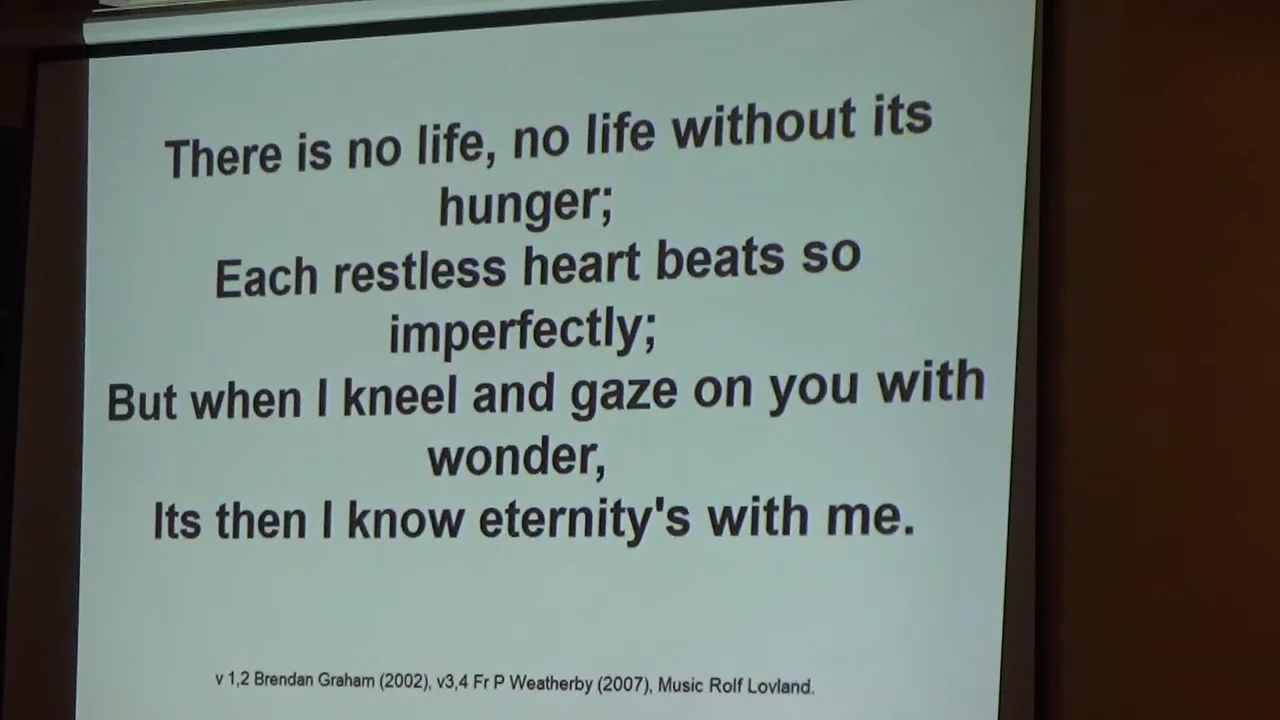 There is no life, no life without its
hunger;
Each restless heart beats so
imperfectly;
But when I kneel and gaze on you with
wonder,
Its then I know eternity's with me.
v 1,2 Brendan Graham (2002), v3,4 Fr P Weatherby (2007), Music Rolf Lovland.